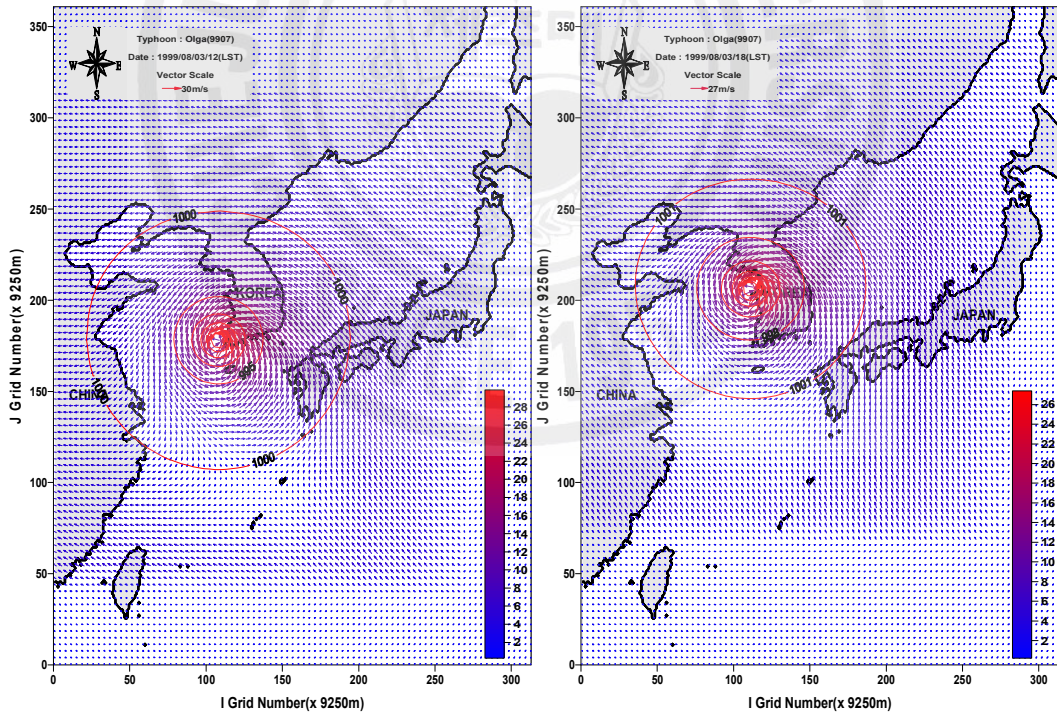 350
300
250
200
150
100
50
0
J Grid Number(x 9250m)
N
W E
S
Typhoon : Olga(9907)
Date : 1999/08/03/12(LST)
Vector Scale
30m/s
1000
1000
1000
1000
KOREA
JAPAN
CHINA
28
26
24
22
20
18
16
14
12
10
8
6
4
2
0 50 100 150 200 250 300
I Grid Number(x 9250m)
350
300
250
200
150
100
50
0
J Grid Number(x 9250m)
N
W E
S
Typhoon : Olga(9907)
Date : 1999/08/03/18(LST)
Vector Scale
27m/s
1001
1001
1001
998
JAPAN
CHINA
26
24
22
20
18
16
14
12
10
8
6
4
2
0 50 100 150 200 250 300
I Grid Number(x 9250m)